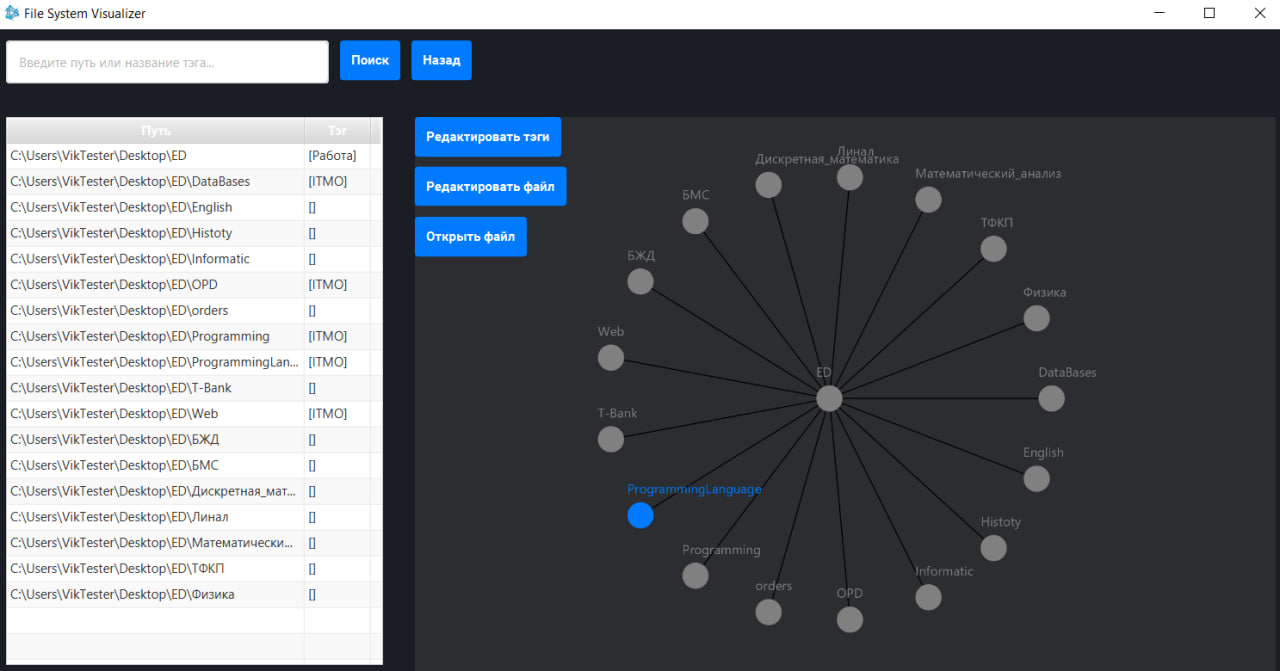 File System Visualizer
Введите путь или название тэга...
Поиск
Назад
Путь Тэг
C:\Users\VikTester\Desktop\ED [Работа]
C:\Users\VikTester\Desktop\ED\DataBases [ITMO]
C:\Users\VikTester\Desktop\ED\English []
C:\Users\VikTester\Desktop\ED\Histoty []
C:\Users\VikTester\Desktop\ED\Informatic []
C:\Users\VikTester\Desktop\ED\OPD [ITMO]
C:\Users\VikTester\Desktop\ED\orders []
C:\Users\VikTester\Desktop\ED\Programming [ITMO]
C:\Users\VikTester\Desktop\ED\ProgrammingLan... [ITMO]
C:\Users\VikTester\Desktop\ED\T-Bank []
C:\Users\VikTester\Desktop\ED\Web [ITMO]
C:\Users\VikTester\Desktop\ED\БЖД []
C:\Users\VikTester\Desktop\ED\БМС []
C:\Users\VikTester\Desktop\ED\Дискретная_мат... []
C:\Users\VikTester\Desktop\ED\Линал []
C:\Users\VikTester\Desktop\ED\Математически... []
C:\Users\VikTester\Desktop\ED\ТФКП []
C:\Users\VikTester\Desktop\ED\Физика []
Редактировать тэги
Редактировать файл
Открыть файл
Линал
Дискретная_математика
Математический_анализ
БМС
ТФКП
БЖД
Физика
Web
ED
DataBases
T-Bank
English
ProgrammingLanguage
Histoty
Programming
Informatic
orders
OPD